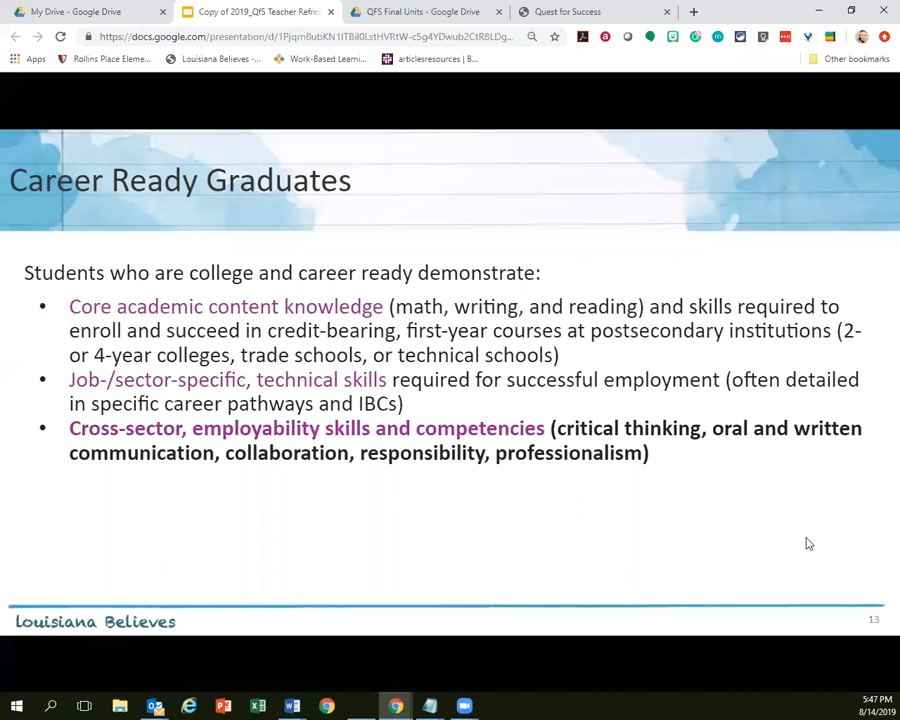 My Drive - Google Drive
Copy of 2019_QfS Teacher Refres
QFS Final Units - Google Drive
Quest for Success
https://docs.google.com/presentation/d/
Apps
Rollins Place Eleme...
Louisiana Believes -...
Work-Based Learni...
articlesresources | B...
Other bookmarks
Career Ready Graduates
Students who are college and career ready demonstrate:
• Core academic content knowledge (math, writing, and reading) and skills required to
enroll and succeed in credit-bearing, first-year courses at postsecondary institutions (2-
or 4-year colleges, trade schools, or technical schools)
• Job-/sector-specific, technical skills required for successful employment (often detailed
in specific career pathways and IBCs)
• Cross-sector, employability skills and competencies (critical thinking, oral and written
communication, collaboration, responsibility, professionalism)
Louisiana Believes
13
5:47 PM
8/14/2019